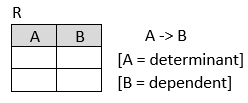 R
A B
A -> B
[A = determinant]
[B = dependent]